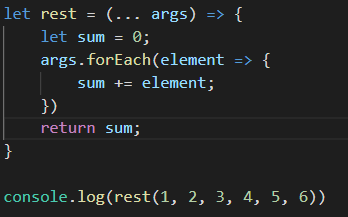 let rest = (... args) => {
    let sum = 0;
    args.forEach(element => {
        sum += element;
    })
    return sum;
}

console.log(rest(1, 2, 3, 4, 5, 6))